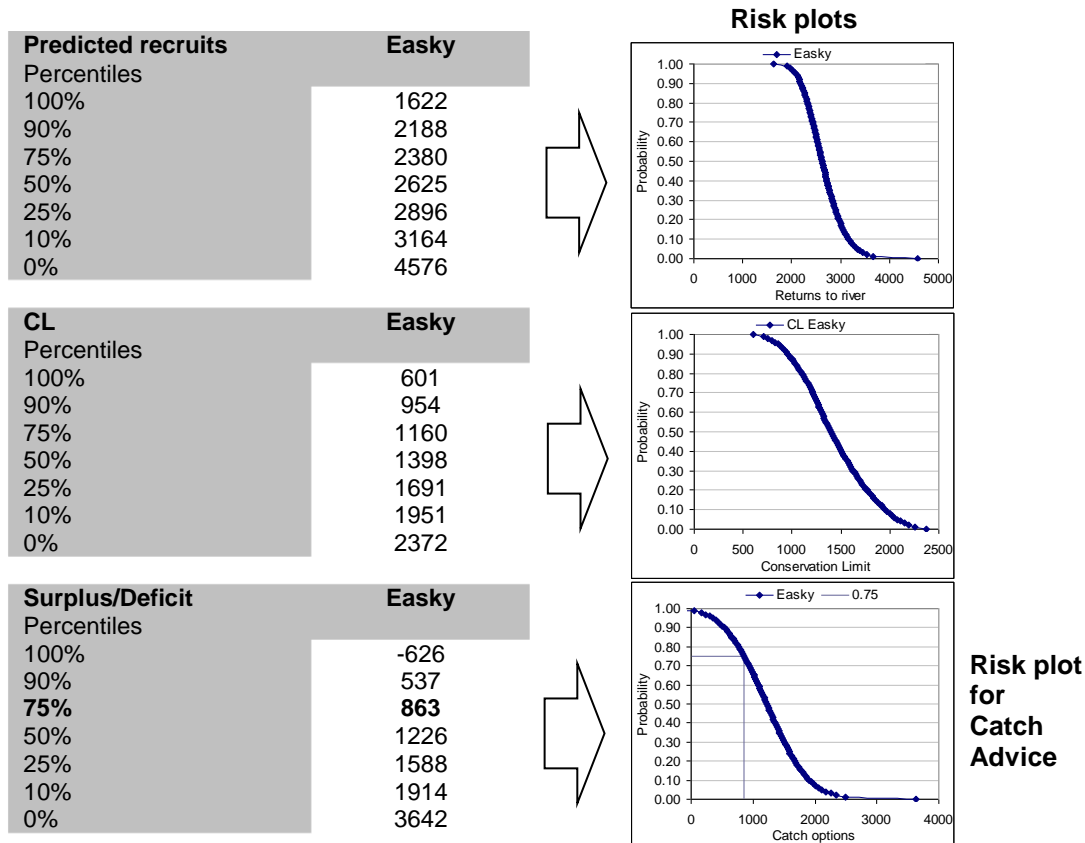 Risk plots
Predicted recruits Easky
Percentiles
100% 1622
90% 2188
75% 2380
50% 2625
25% 2896
10% 3164
0% 4576
Easky
1.00
0.90
0.80
0.70
0.60
0.50
0.40
0.30
0.20
0.10
0.00
Probability
0 1000 2000 3000 4000 5000
Returns to river
CL Easky
Percentiles
100% 601
90% 954
75% 1160
50% 1398
25% 1691
10% 1951
0% 2372
CL Easky
1.00
0.90
0.80
0.70
0.60
0.50
0.40
0.30
0.20
0.10
0.00
Probability
0 500 1000 1500 2000 2500
Conservation Limit
Surplus/Deficit Easky
Percentiles
100% -626
90% 537
75% 863
50% 1226
25% 1588
10% 1914
0% 3642
Easky 0.75
1.00
0.90
0.80
0.70
0.60
0.50
0.40
0.30
0.20
0.10
0.00
Probability
0 1000 2000 3000 4000
Catch options
Risk plot
for
Catch
Advice